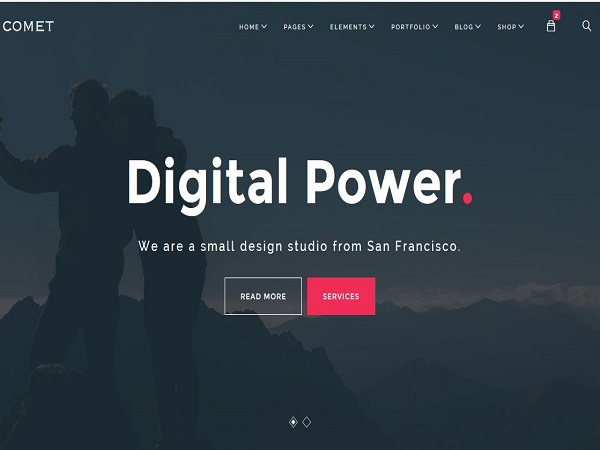 COMET
HOME PAGES ELEMENTS PORTFOLIO BLOG SHOP 2
Digital Power.
We are a small design studio from San Francisco.
READ MORE SERVICES